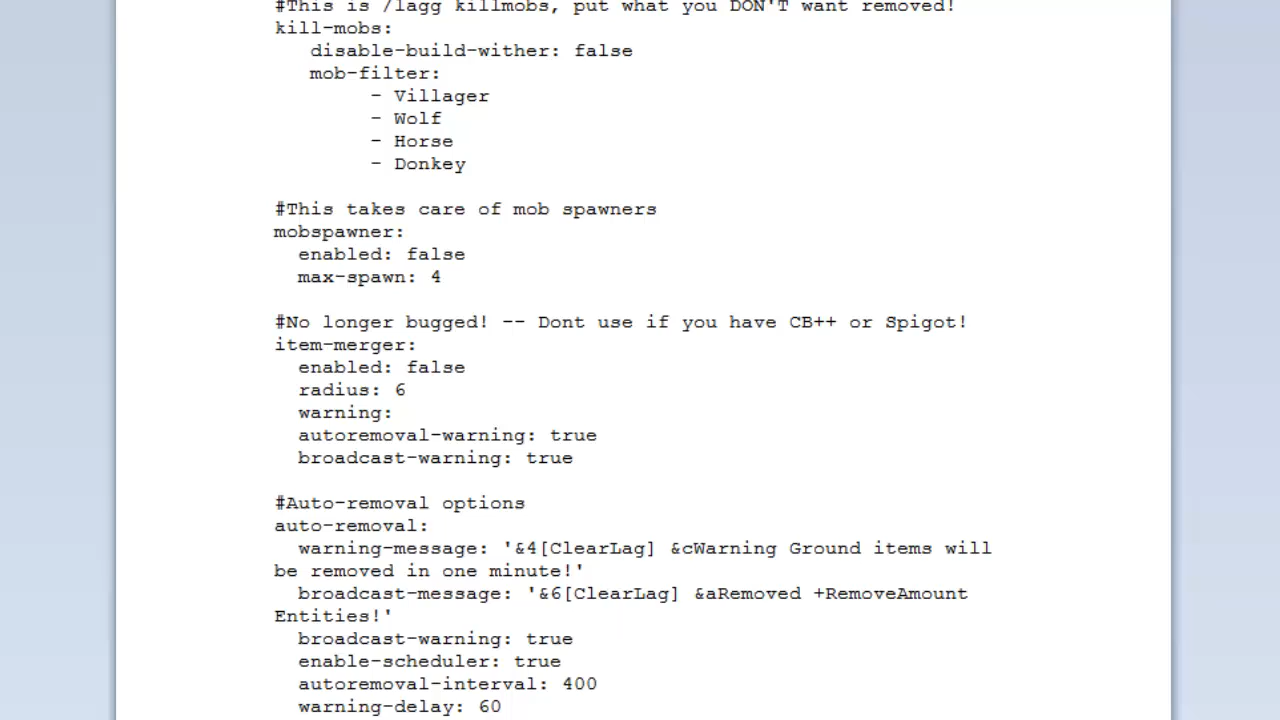 #This is /lagg killmobs, put what you DON'T want removed!
kill-mobs:
disable-build-wither: false
mob-filter:
- Villager
- Wolf
- Horse
- Donkey
#This takes care of mob spawners
mobspawner:
enabled: false
max-spawn: 4
#No longer bugged! -- Dont use if you have CB++ or Spigot!
item-merger:
enabled: false
radius: 6
warning:
autoremoval-warning: true
broadcast-warning: true
#Auto-removal options
auto-removal:
warning-message: '&4[ClearLag] &cWarning Ground items will
be removed in one minute!'
broadcast-message: '&6[ClearLag] &aRemoved +RemoveAmount
Entities!'
broadcast-warning: true
enable-scheduler: true
autoremoval-interval: 400
warning-delay: 60